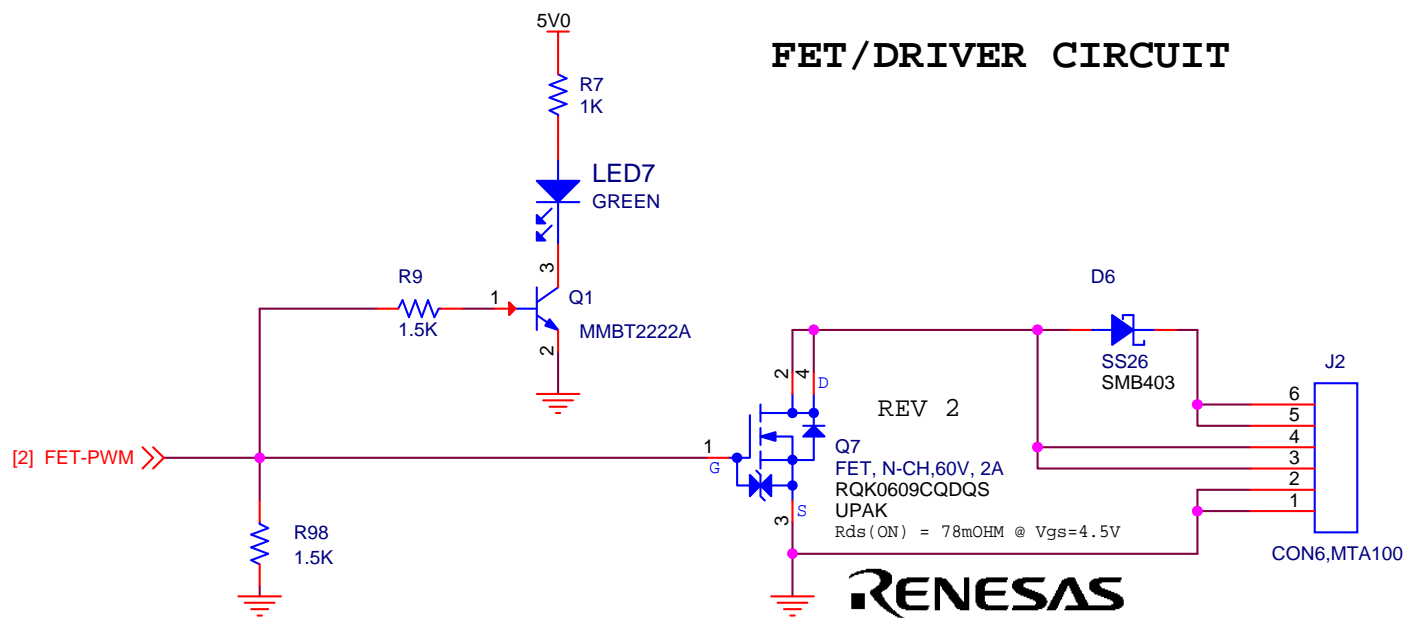 5V0
FET/DRIVER CIRCUIT
R7
1K
LED7
GREEN
3
R9
1
Q1
1.5K
MMBT2222A
2
D6
SS26
SMB403
J2
2
4
D
6
5
4
3
2
1
REV 2
[2] FET-PWM
1
G
Q7
FET, N-CH,60V, 2A
RQK0609CQDQS
UPAK
Rds(ON) = 78mOHM @ Vgs=4.5V
S
3
R98
1.5K
CON6,MTA100
RENESAS